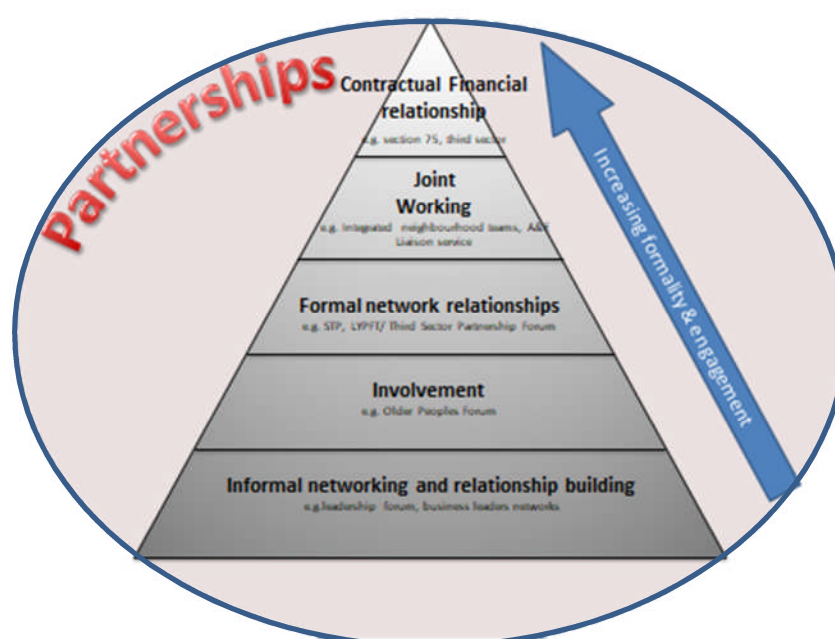 Partnerships
Contractual Financial
relationship
e.g. section 75, third sector
Joint
Working
e.g. Integrated neighbourhood teams, A&E
Liaison service
Formal network relationships
e.g. STP, LYPFT/ Third Sector Partnership Forum
Involvement
e.g. Older Peoples Forum
Informal networking and relationship building
e.g.leadership forum, business leaders networks
Increasing formality & engagement